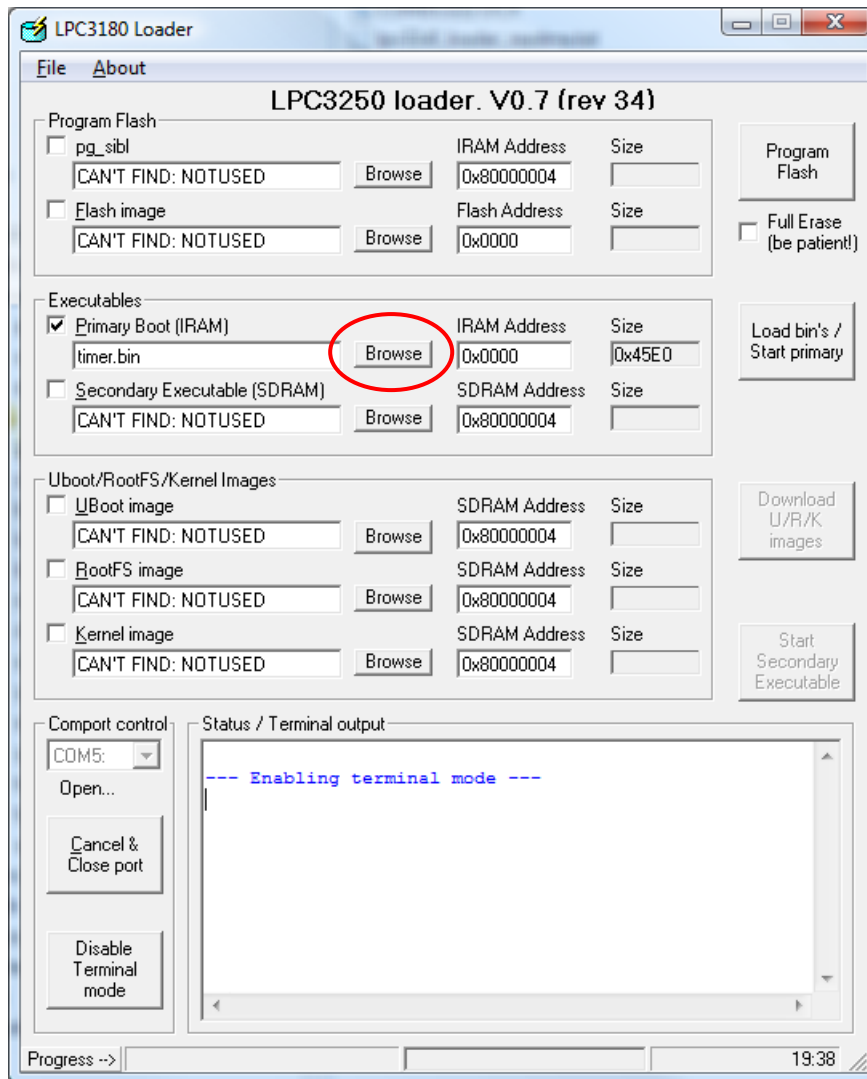 LPC3180 Loader
File About
LPC3250 loader. V0.7 (rev 34)
Program Flash
pg_sibl IRAM Address Size
CAN'T FIND: NOTUSED Browse 0x80000004
Flash image Flash Address Size
CAN'T FIND: NOTUSED Browse 0x0000
Program
Flash
Full Erase
(be patient!)
Executables
Primary Boot (IRAM) IRAM Address Size
timer.bin Browse 0x0000 0x45E0
Secondary Executable (SDRAM) SDRAM Address Size
CAN'T FIND: NOTUSED Browse 0x80000004
Load bin's /
Start primary
Uboot/RootFS/Kernel Images
UBoot image SDRAM Address Size
CAN'T FIND: NOTUSED Browse 0x80000004
RootFS image SDRAM Address Size
CAN'T FIND: NOTUSED Browse 0x80000004
Kernel image SDRAM Address Size
CAN'T FIND: NOTUSED Browse 0x80000004
Download
U/R/K
images
Start
Secondary
Executable
Comport control
COM5:
Open...
Cancel &
Close port
Disable
Terminal
mode
Status / Terminal output
--- Enabling terminal mode ---
Progress --> 19:38